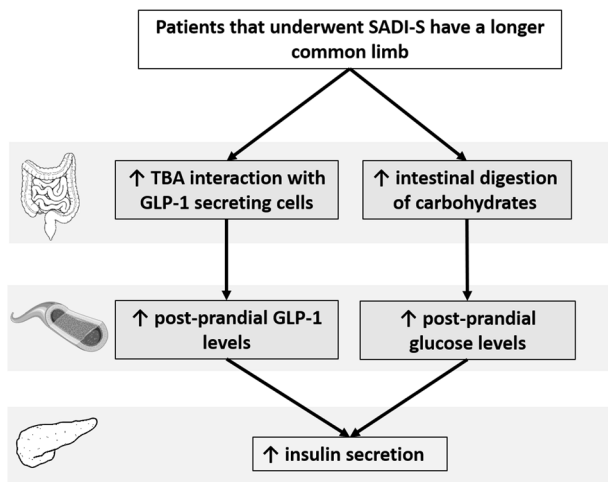 Patients that underwent SADI-S have a longer
common limb
↑ TBA interaction with
GLP-1 secreting cells
↑ intestinal digestion
of carbohydrates
↑ post-prandial GLP-1
levels
↑ post-prandial
glucose levels
↑ insulin secretion